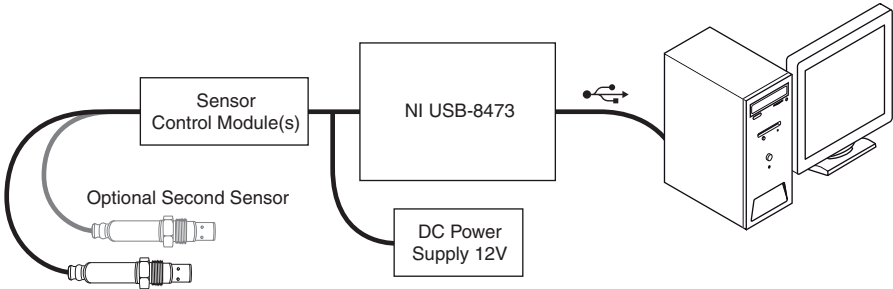 Sensor
Control Module(s)
NI USB-8473
Optional Second Sensor
DC Power
Supply 12V